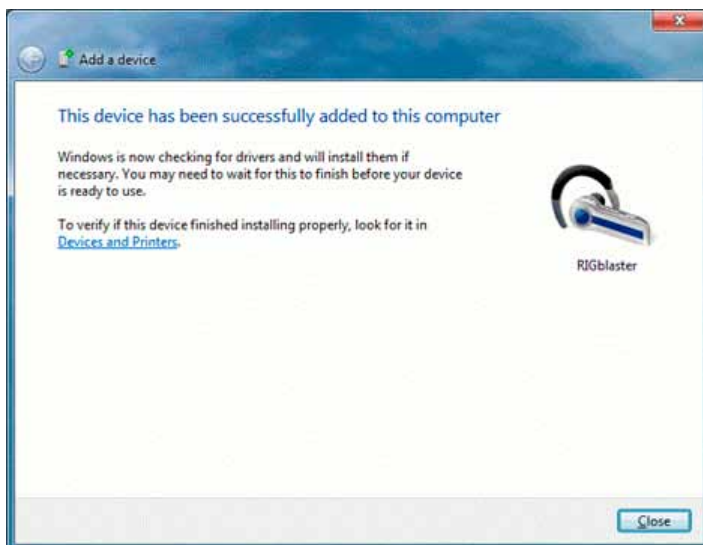 Add a device
This device has been successfully added to this computer
Windows is now checking for drivers and will install them if
necessary. You may need to wait for this to finish before your device
is ready to use.
To verify if this device finished installing properly, look for it in
Devices and Printers.
RIGblaster
Close